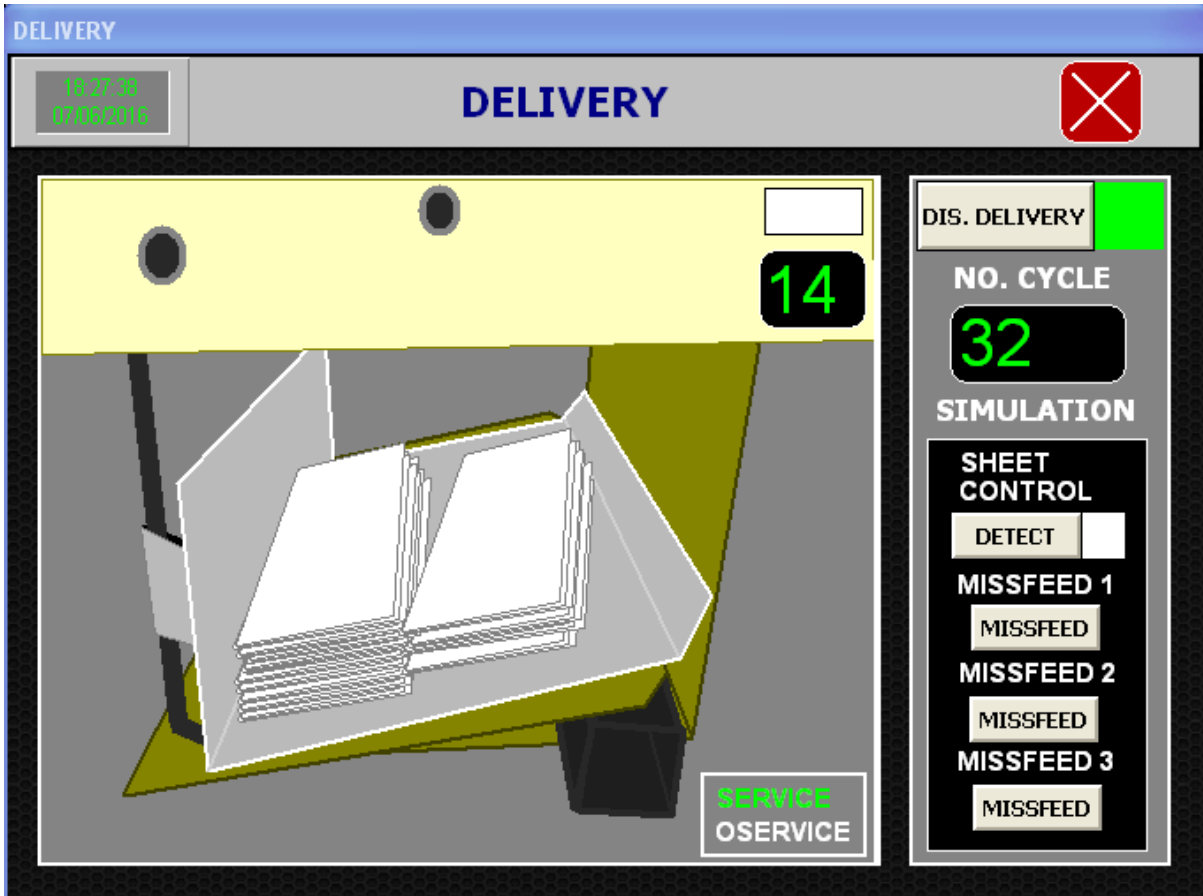 DELIVERY
18:27:38
07/06/2016
DELIVERY
14
SERVICE
OSERVICE
DIS. DELIVERY
NO. CYCLE
32
SIMULATION
SHEET
CONTROL
DETECT
MISSFEED 1
MISSFEED
MISSFEED 2
MISSFEED
MISSFEED 3
MISSFEED